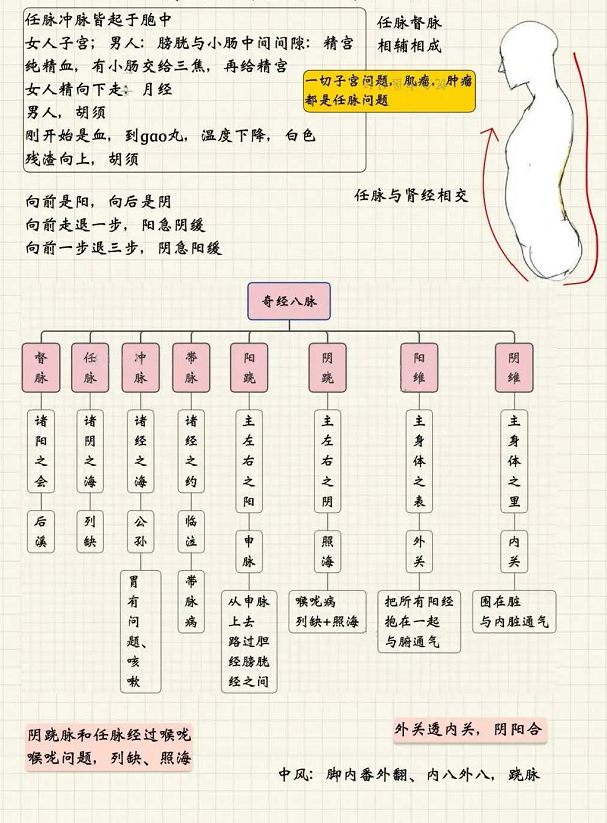 任脉冲脉皆起于胞中
女人子宫；男人：膀胱与小肠中间间隙：精宫
纯精血，有小肠交给三焦，再给精宫
女人精向下走：月经
男人，胡须
刚开始是血，到gao丸，温度下降，白色
残渣向上，胡须
任脉督脉
相辅相成
一切子宫问题，肌瘤，肿瘤
都是任脉问题
向前是阳，向后是阴
向前走退一步，阳急阴缓
向前一步退三步，阴急阳缓
任脉与肾经相交
奇经八脉
督脉
任脉
冲脉
带脉
阳跷
阴跷
阳维
阴维
诸阳之会
诸阴之海
诸经之海
诸经之约
主左右之阳
主左右之阴
主身体之表
主身体之里
后溪
列缺
公孙
临泣
申脉
照海
外关
内关
胃有问题、咳嗽
带脉病
从申脉
上去
路过胆
经膀胱
经之间
喉咙病
列缺+照海
把所有阳经
抱在一起
与腑通气
围在脏
与内脏通气
阴跷脉和任脉经过喉咙
喉咙问题，列缺、照海
外关透内关，阴阳合
中风：脚内番外翻、内八外八，跷脉